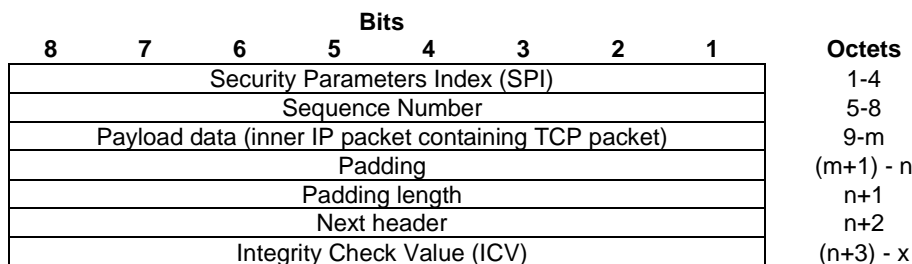 Bits
8 7 6 5 4 3 2 1 Octets
Security Parameters Index (SPI) 1-4
Sequence Number 5-8
Payload data (inner IP packet containing TCP packet) 9-m
Padding (m+1) - n
Padding length n+1
Next header n+2
Integrity Check Value (ICV) (n+3) - x